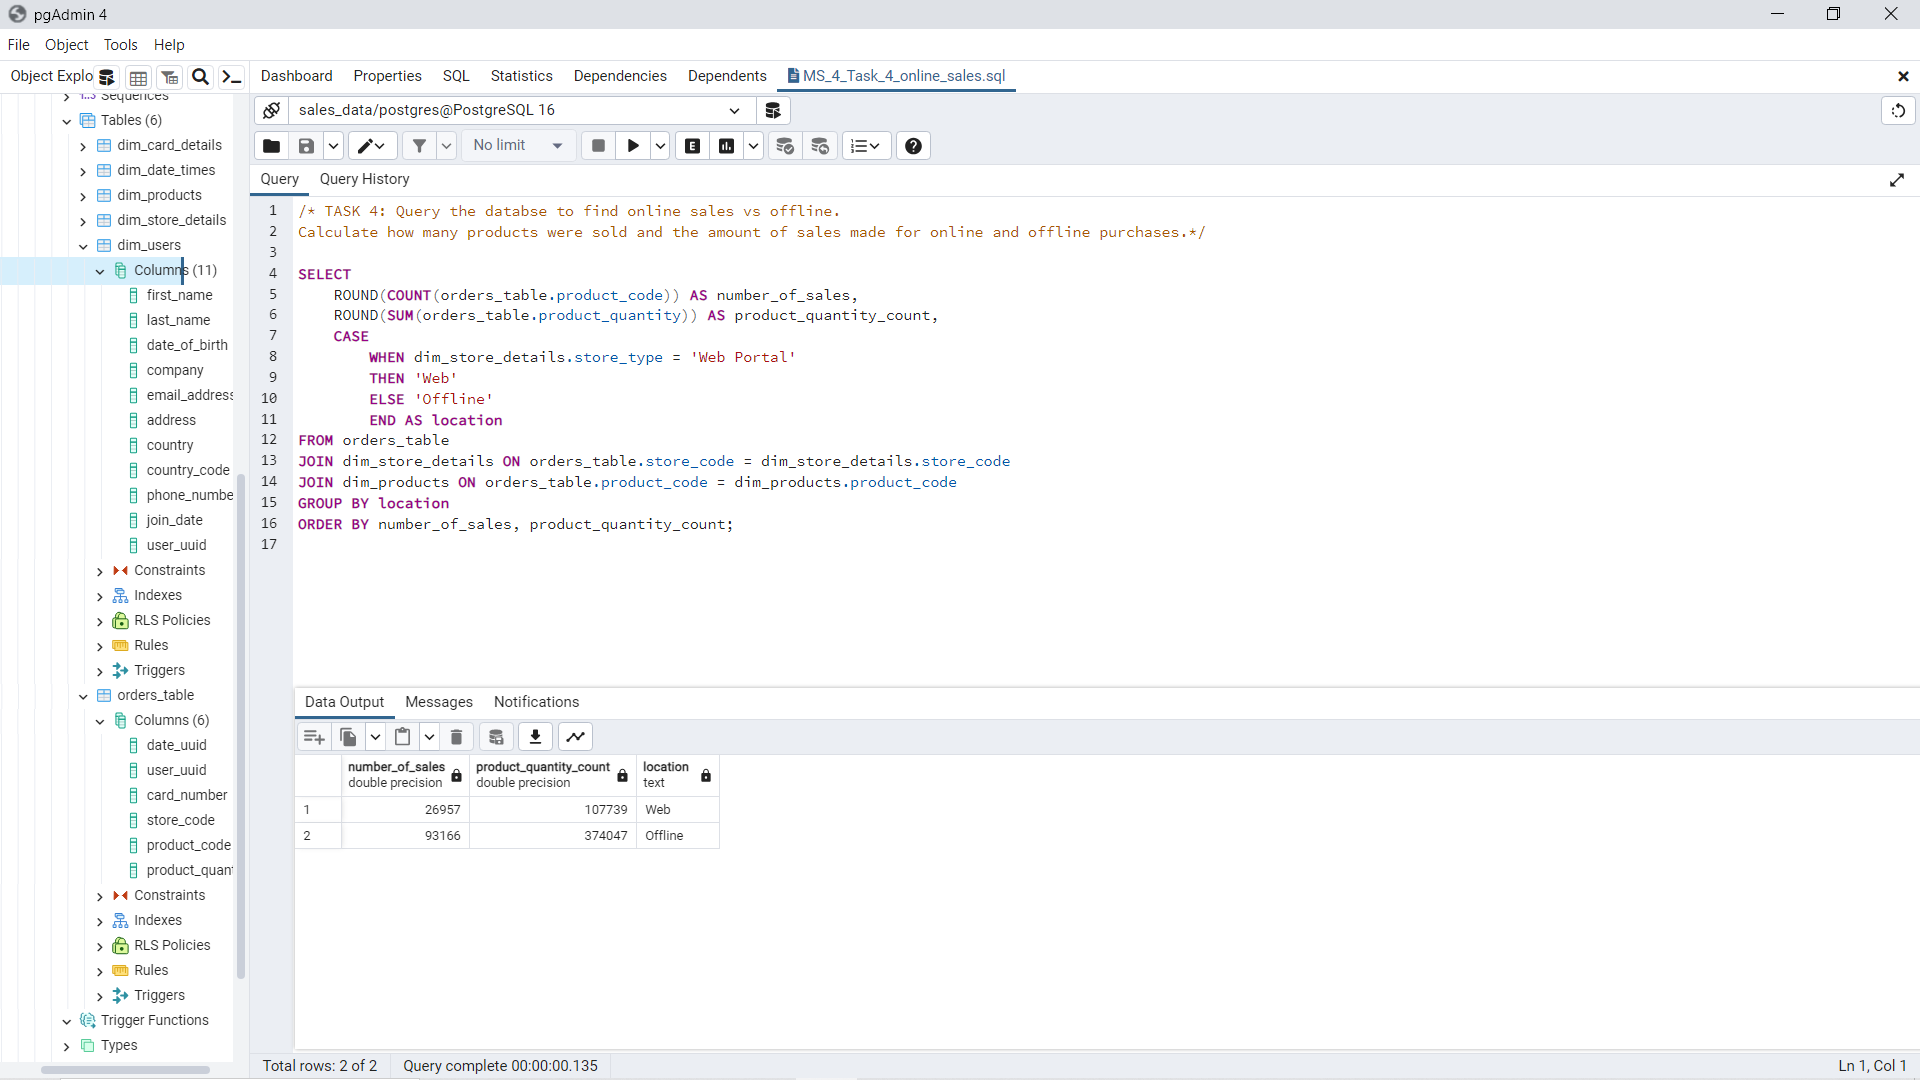 pgAdmin 4
File Object Tools Help
Object Explo
Dashboard Properties SQL Statistics Dependencies Dependents MS_4_Task_4_online_sales.sql
sales_data/postgres@PostgreSQL 16
No limit
E
Query Query History
Sequences
Tables (6)
dim_card_details
dim_date_times
dim_products
dim_store_details
dim_users
Columns (11)
first_name
last_name
date_of_birth
company
email_address
address
country
country_code
phone_numbe
join_date
user_uuid
Constraints
Indexes
RLS Policies
Rules
Triggers
orders_table
Columns (6)
date_uuid
user_uuid
card_number
store_code
product_code
product_quant
Constraints
Indexes
RLS Policies
Rules
Triggers
Trigger Functions
Types
1 /* TASK 4: Query the databse to find online sales vs offline.
2 Calculate how many products were sold and the amount of sales made for online and offline purchases.*/
3
4 SELECT
5 ROUND(COUNT(orders_table.product_code)) AS number_of_sales,
6 ROUND(SUM(orders_table.product_quantity)) AS product_quantity_count,
7 CASE
8 WHEN dim_store_details.store_type = 'Web Portal'
9 THEN 'Web'
10 ELSE 'Offline'
11 END AS location
12 FROM orders_table
13 JOIN dim_store_details ON orders_table.store_code = dim_store_details.store_code
14 JOIN dim_products ON orders_table.product_code = dim_products.product_code
15 GROUP BY location
16 ORDER BY number_of_sales, product_quantity_count;
17
Data Output Messages Notifications
number_of_sales product_quantity_count location
double precision double precision text
1 26957 107739 Web
2 93166 374047 Offline
Total rows: 2 of 2 Query complete 00:00:00.135 Ln 1, Col 1